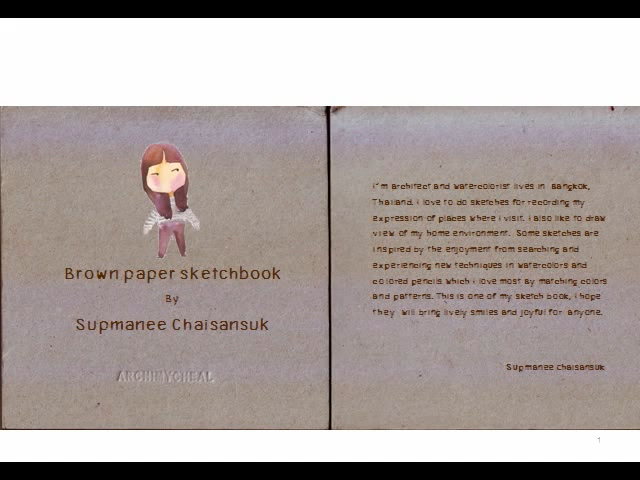 Brown paper sketchbook
By
Supmanee Chaisansuk
ARCHIMYCHEAL
I'm architect and watercolorist lives in Bangkok,
Thailand. i love to do sketches for recording my
expression of places where i visit. i also like to draw
view of my home environment. Some sketches are
inspired by the enjoyment from searching and
experiencing new techniques in watercolors and
colored pencils which i love most by matching colors
and patterns. This is one of my sketch book, i hope
they will bring lively smiles and joyful for anyone.
Supmanee chaisansuk
1